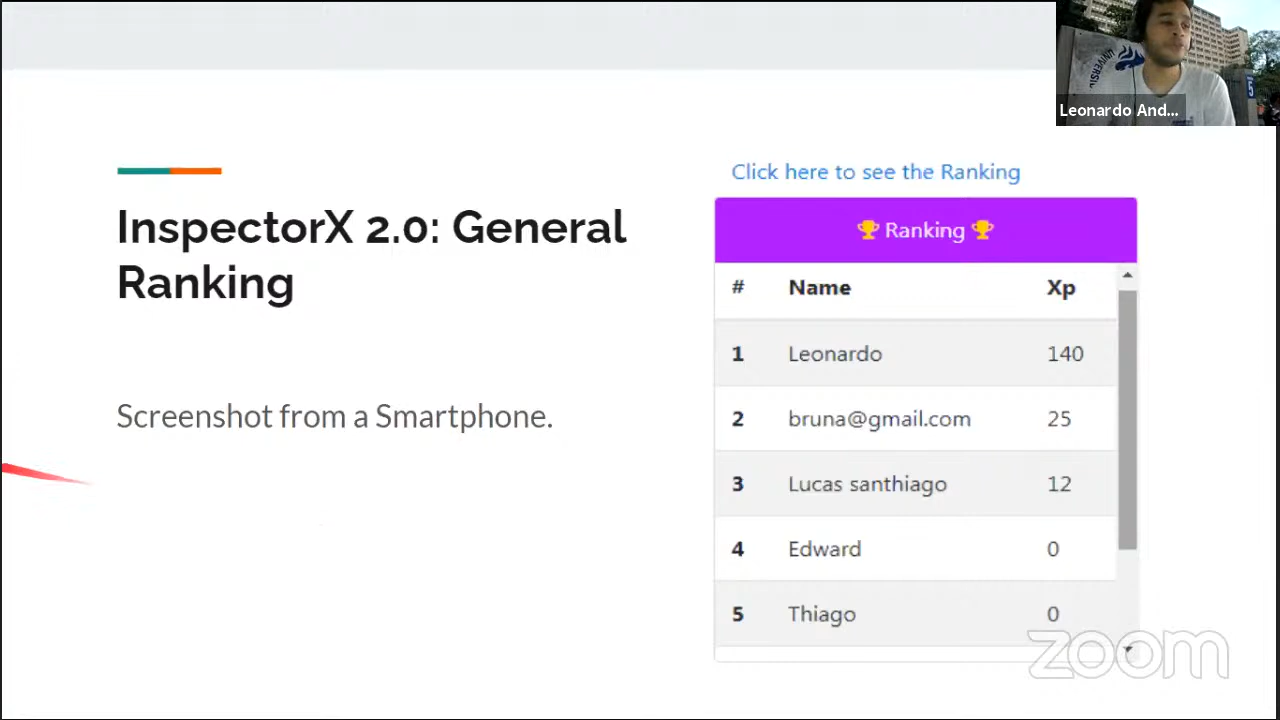 UNIVERSI
5
Leonardo And...
InspectorX 2.0: General
Ranking
Screenshot from a Smartphone.
Click here to see the Ranking
Ranking
# Name Xp
1 Leonardo 140
2 bruna@gmail.com 25
3 Lucas santhiago 12
4 Edward 0
5 Thiago 0
zoom